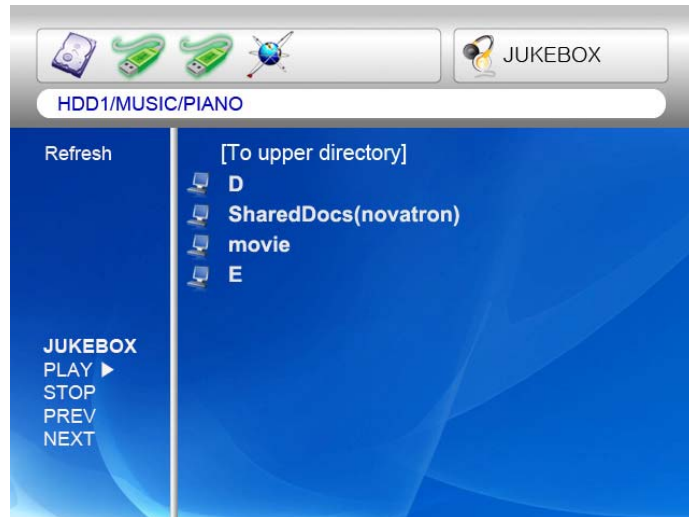 JUKEBOX
HDD1/MUSIC/PIANO
Refresh
[To upper directory]
D
SharedDocs(novatron)
movie
E
JUKEBOX
PLAY ▶
STOP
PREV
NEXT